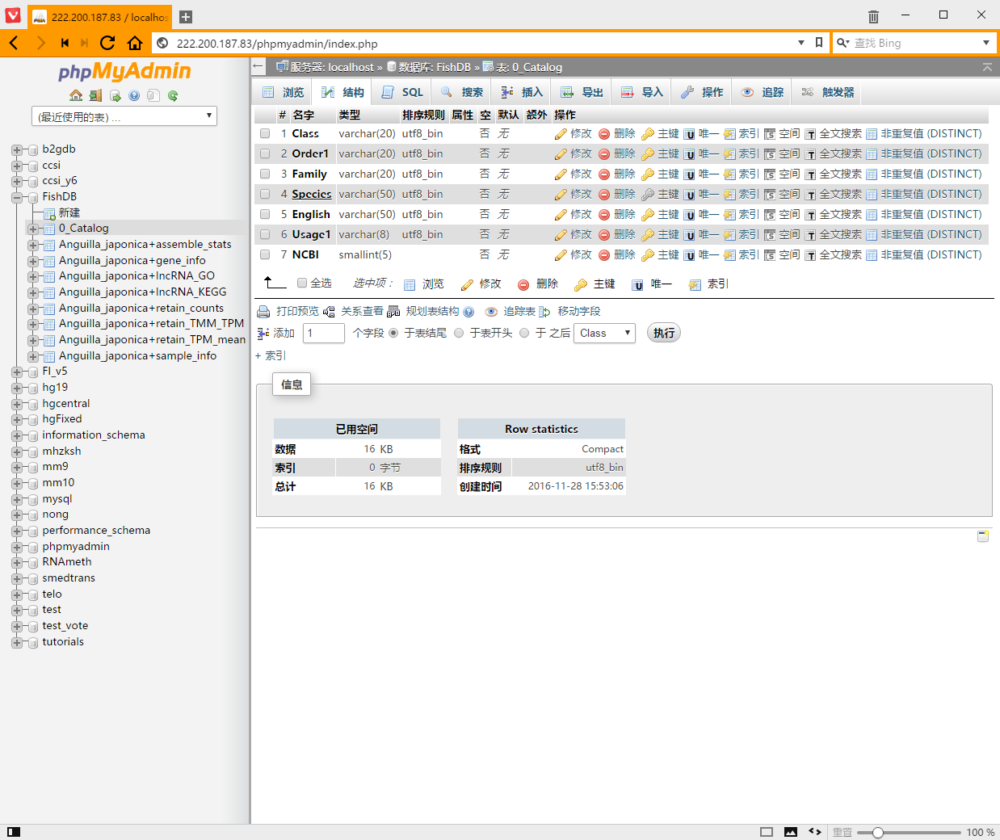 222.200.187.83 / localhos
222.200.187.83/phpmyadmin/index.php
查找 Bing
phpMyAdmin
(最近使用的表) ...
b2gdb
ccsi
ccsi_y6
FishDB
新建
0_Catalog
Anguilla_japonica+assemble_stats
Anguilla_japonica+gene_info
Anguilla_japonica+lncRNA_GO
Anguilla_japonica+lncRNA_KEGG
Anguilla_japonica+retain_counts
Anguilla_japonica+retain_TMM_TPM
Anguilla_japonica+retain_TPM_mean
Anguilla_japonica+sample_info
FI_v5
hg19
hgcentral
hgFixed
information_schema
mhzksh
mm9
mm10
mysql
nong
performance_schema
phpmyadmin
RNAmeth
smedtrans
telo
test
test_vote
tutorials
服务器: localhost » 数据库: FishDB » 表: 0_Catalog
浏览 结构 SQL 搜索 插入 导出 导入 操作 追踪 触发器
# 名字 类型 排序规则 属性 空 默认 额外 操作
1 Class varchar(20) utf8_bin 否 无 修改 删除 主键 唯一 索引 空间 全文搜索 非重复值 (DISTINCT)
2 Order1 varchar(20) utf8_bin 否 无 修改 删除 主键 唯一 索引 空间 全文搜索 非重复值 (DISTINCT)
3 Family varchar(20) utf8_bin 否 无 修改 删除 主键 唯一 索引 空间 全文搜索 非重复值 (DISTINCT)
4 Species varchar(50) utf8_bin 否 无 修改 删除 主键 唯一 索引 空间 全文搜索 非重复值 (DISTINCT)
5 English varchar(50) utf8_bin 否 无 修改 删除 主键 唯一 索引 空间 全文搜索 非重复值 (DISTINCT)
6 Usage1 varchar(8) utf8_bin 否 无 修改 删除 主键 唯一 索引 空间 全文搜索 非重复值 (DISTINCT)
7 NCBI smallint(5) 否 无 修改 删除 主键 唯一 索引 空间 全文搜索 非重复值 (DISTINCT)
全选 选中项： 浏览 修改 删除 主键 唯一 索引
打印预览 关系查看 规划表结构 追踪表 移动字段
添加 1 个字段 于表结尾 于表开头 于 之后 Class 执行
+ 索引
信息
已用空间
数据 16 KB
索引 0 字节
总计 16 KB
Row statistics
格式 Compact
排序规则 utf8_bin
创建时间 2016-11-28 15:53:06
重置 100 %